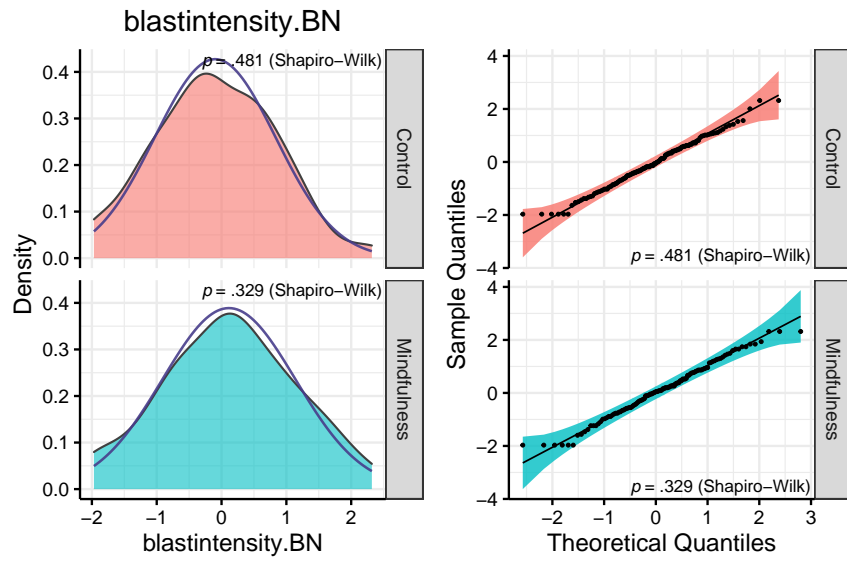 blastintensity.BN
p = .481 (Shapiro−Wilk)
0.4
0.3
0.2
0.1
0.0
Control
p = .329 (Shapiro−Wilk)
0.4
0.3
0.2
0.1
0.0
Mindfulness
Density
−2 −1 0 1 2
blastintensity.BN
4
2
0
−2
−4
p = .481 (Shapiro−Wilk)
Control
4
2
0
−2
−4
p = .329 (Shapiro−Wilk)
Mindfulness
Sample Quantiles
−2 −1 0 1 2 3
Theoretical Quantiles